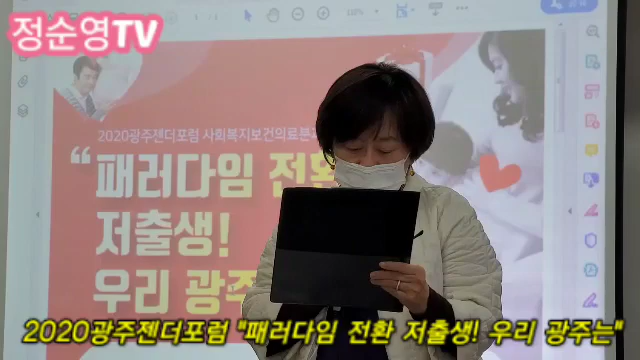 정순영TV
2020광주젠더포럼 사회복지보건의료분
“패러다임 전환
저출생!
우리 광주
2020광주젠더포럼 "패러다임 전환 저출생! 우리 광주는"